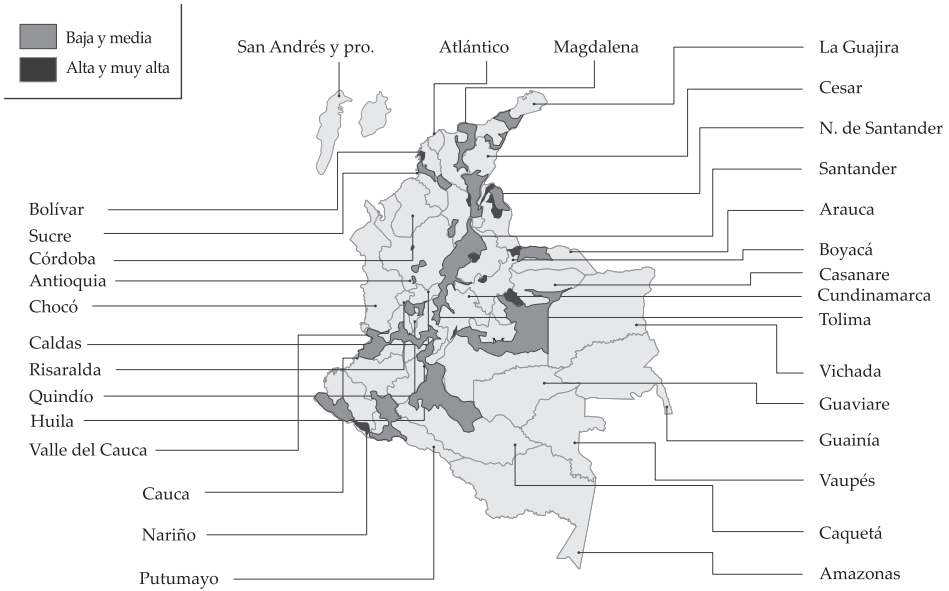 Baja y media
Alta y muy alta
San Andrés y pro.
Atlántico
Magdalena
La Guajira
Cesar
N. de Santander
Santander
Arauca
Boyacá
Casanare
Cundinamarca
Tolima
Vichada
Guaviare
Guainía
Vaupés
Caquetá
Amazonas
Bolívar
Sucre
Córdoba
Antioquia
Chocó
Caldas
Risaralda
Quindío
Huila
Valle del Cauca
Cauca
Nariño
Putumayo
M